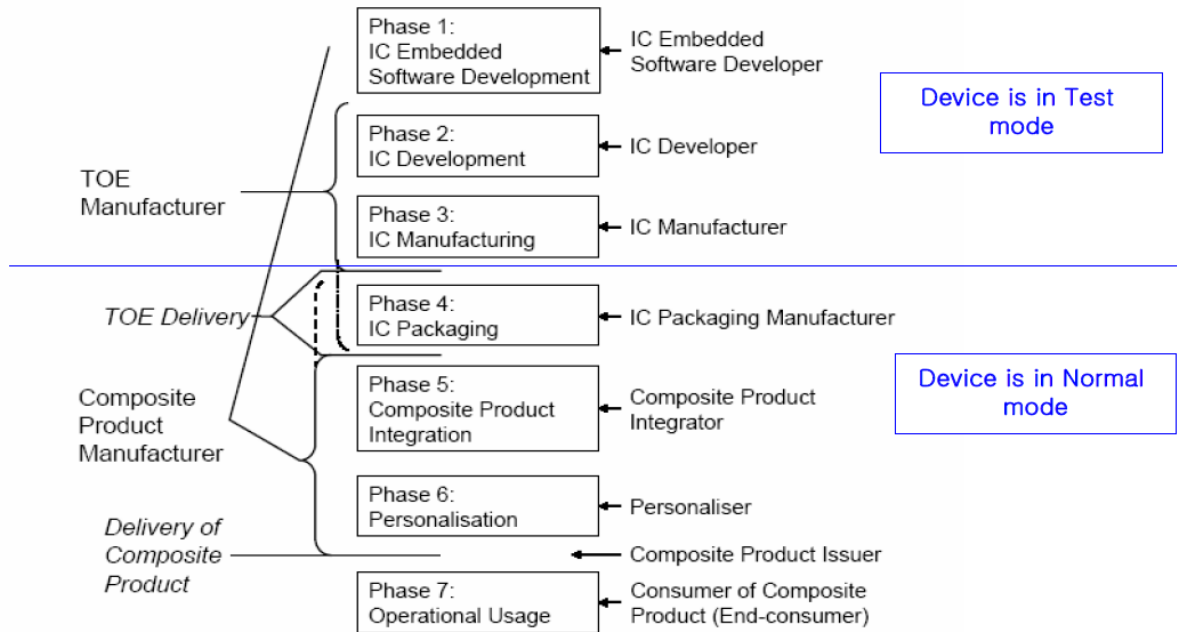 Phase 1:
IC Embedded
Software Development
IC Embedded
Software Developer
Device is in Test
mode
Phase 2:
IC Development
IC Developer
TOE
Manufacturer
Phase 3:
IC Manufacturing
IC Manufacturer
TOE Delivery
Phase 4:
IC Packaging
IC Packaging Manufacturer
Composite
Product
Manufacturer
Phase 5:
Composite Product
Integration
Composite Product
Integrator
Device is in Normal
mode
Phase 6:
Personalisation
Personaliser
Delivery of
Composite
Product
Composite Product Issuer
Phase 7:
Operational Usage
Consumer of Composite
Product (End-consumer)